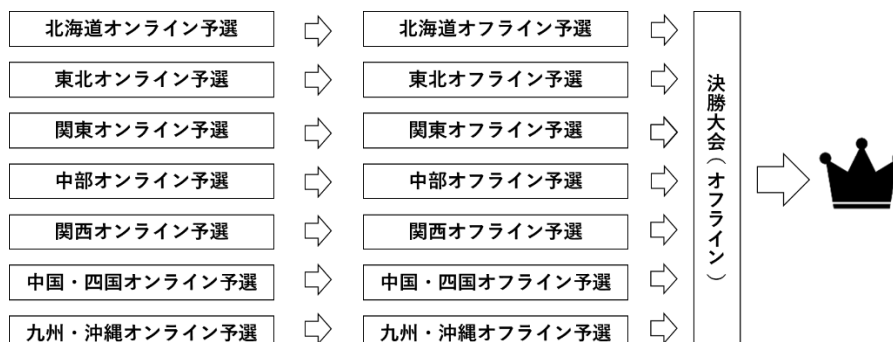 北海道オンライン予選
北海道オフライン予選
東北オンライン予選
東北オフライン予選
関東オンライン予選
関東オフライン予選
中部オンライン予選
中部オフライン予選
関西オンライン予選
関西オフライン予選
中国・四国オンライン予選
中国・四国オフライン予選
九州・沖縄オンライン予選
九州・沖縄オフライン予選
決勝大会(オフライン)